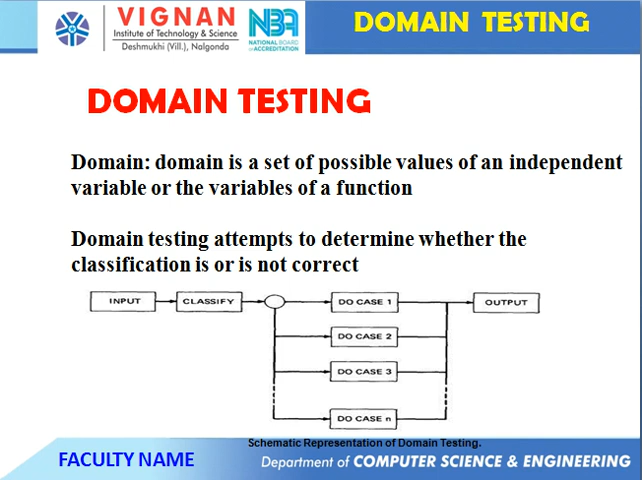 VIGNAN
Institute of Technology & Science
Deshmukhi (Vill.), Nalgonda
NBA
NATIONAL BOARD
of ACCREDITATION
DOMAIN TESTING
DOMAIN TESTING
Domain: domain is a set of possible values of an independent
variable or the variables of a function
Domain testing attempts to determine whether the
classification is or is not correct
INPUT
CLASSIFY
DO CASE 1
OUTPUT
DO CASE 2
DO CASE 3
DO CASE n
Schematic Representation of Domain Testing.
FACULTY NAME
Department of COMPUTER SCIENCE & ENGINEERING